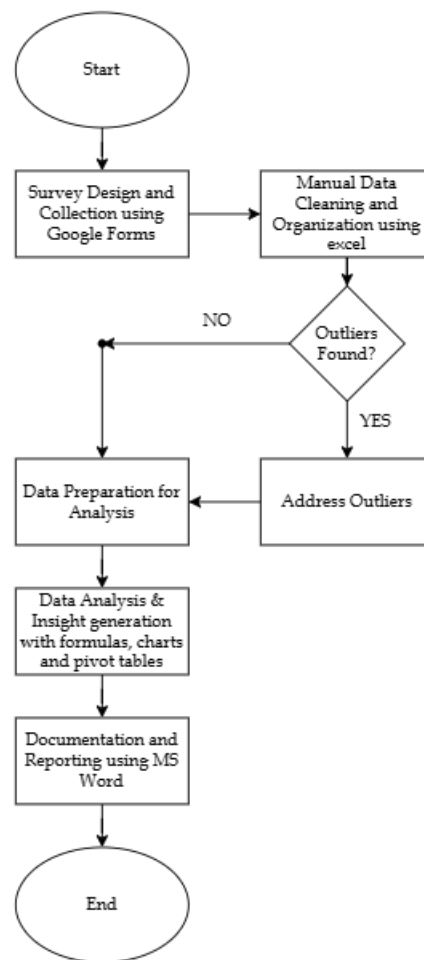 Start
Survey Design and
Collection using
Google Forms
Manual Data
Cleaning and
Organization using
excel
Outliers
Found?
NO
YES
Data Preparation for
Analysis
Address Outliers
Data Analysis &
Insight generation
with formulas, charts
and pivot tables
Documentation and
Reporting using MS
Word
End